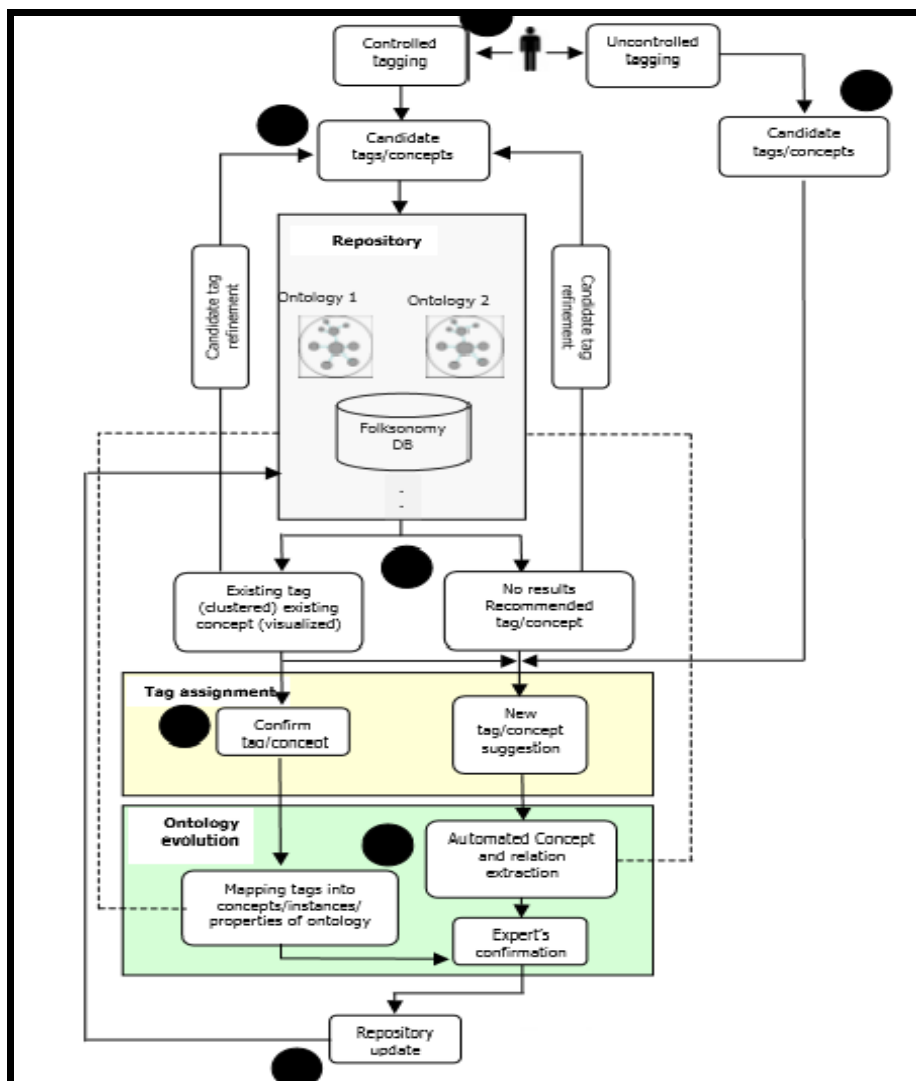 Controlled
tagging
Uncontrolled
tagging
Candidate
tags/concepts
Candidate
tags/concepts
Repository
Candidate tag
refinement
Candidate tag
refinement
Ontology 1
Ontology 2
Folksonomy
DB
Existing tag
(clustered) existing
concept (visualized)
No results
Recommended
tag/concept
Tag assignment
Confirm
tag/concept
New
tag/concept
suggestion
Ontology
evolution
Automated Concept
and relation
extraction
Mapping tags into
concepts/instances/
properties of ontology
Expert's
confirmation
Repository
update